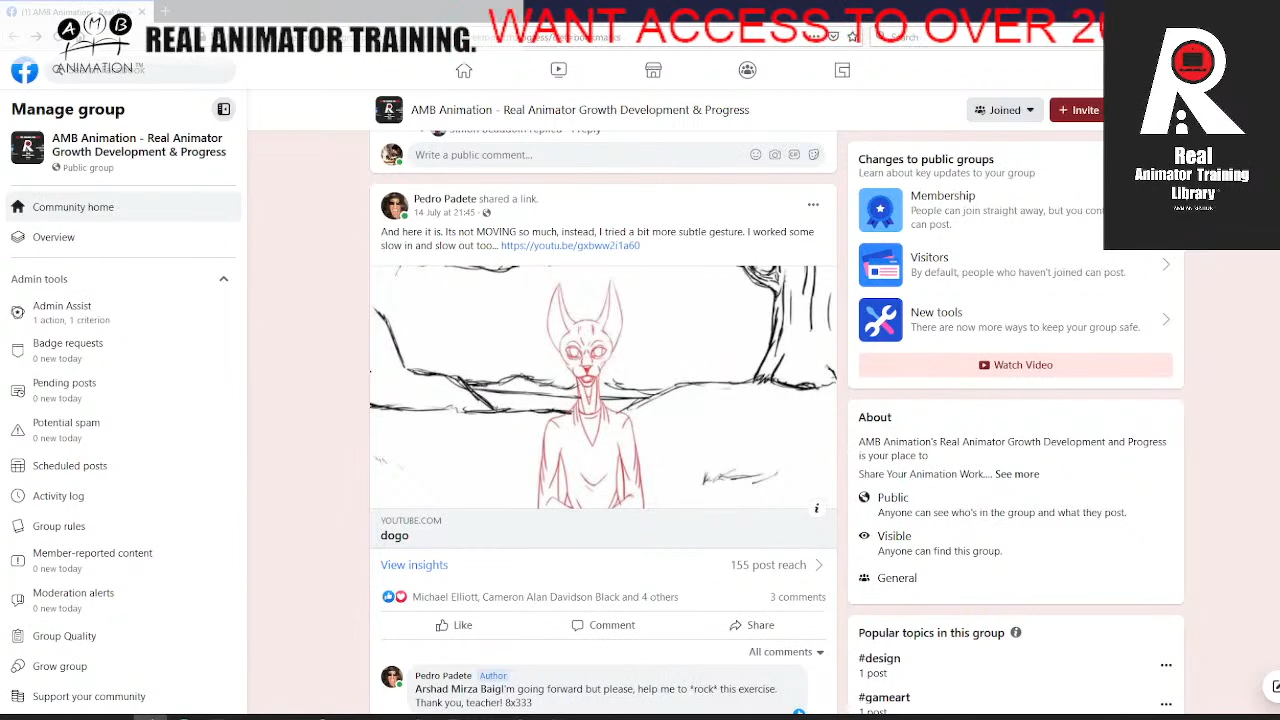 (1) AMB Animation - Real An
WANT ACCESS TO OVER 2
AMB
ANIMATION
REAL ANIMATOR TRAINING.
Search
Manage group
AMB Animation - Real Animator
Growth Development & Progress
Public group
Community home
Overview
Admin tools
Admin Assist
1 action, 1 criterion
Badge requests
0 new today
Pending posts
0 new today
Potential spam
0 new today
Scheduled posts
Activity log
Group rules
Member-reported content
0 new today
Moderation alerts
0 new today
Group Quality
Grow group
Support your community
AMB Animation - Real Animator Growth Development & Progress
Joined
+ Invite
Write a public comment...
Pedro Padete shared a link.
14 July at 21:45
And here it is. Its not MOVING so much, instead, I tried a bit more subtle gesture. I worked some
slow in and slow out too... https://youtu.be/gxbww2i1a60
YOUTUBE.COM
dogo
View insights
155 post reach
Michael Elliott, Cameron Alan Davidson Black and 4 others
3 comments
Like
Comment
Share
All comments
Pedro Padete Author
Arshad Mirza BaigI'm going forward but please, help me to *rock* this exercise.
Thank you, teacher! 8x333
Changes to public groups
Learn about key updates to your group
Membership
People can join straight away, but you
can post.
Visitors
By default, people who haven't joined can post.
New tools
There are now more ways to keep your group safe.
Watch Video
About
AMB Animation's Real Animator Growth Development and Progress
is your place to
Share Your Animation Work.... See more
Public
Anyone can see who's in the group and what they post.
Visible
Anyone can find this group.
General
Popular topics in this group
#design
1 post
#gameart
1 post
R
Real
Animator Training
Library